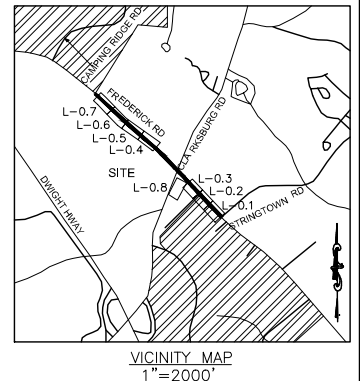 CAMPING RIDGE RD
FREDERICK RD
L-0.7
L-0.6
L-0.5
L-0.4
CLARKSBURG RD
SITE
L-0.3
L-0.8
L-0.2
L-0.1
STRINGTOWN RD
DWIGHT HWAY
VICINITY MAP
1"=2000'